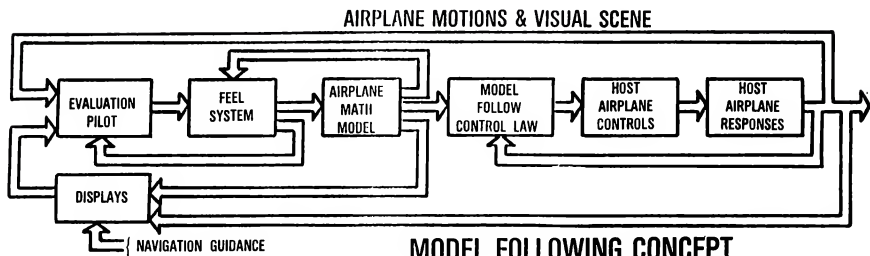 AIRPLANE MOTIONS & VISUAL SCENE
EVALUATION
PILOT
FEEL
SYSTEM
AIRPLANE
MATH
MODEL
MODEL
FOLLOW
CONTROL LAW
HOST
AIRPLANE
CONTROLS
HOST
AIRPLANE
RESPONSES
DISPLAYS
NAVIGATION GUIDANCE
MODEL FOLLOWING CONCEPT